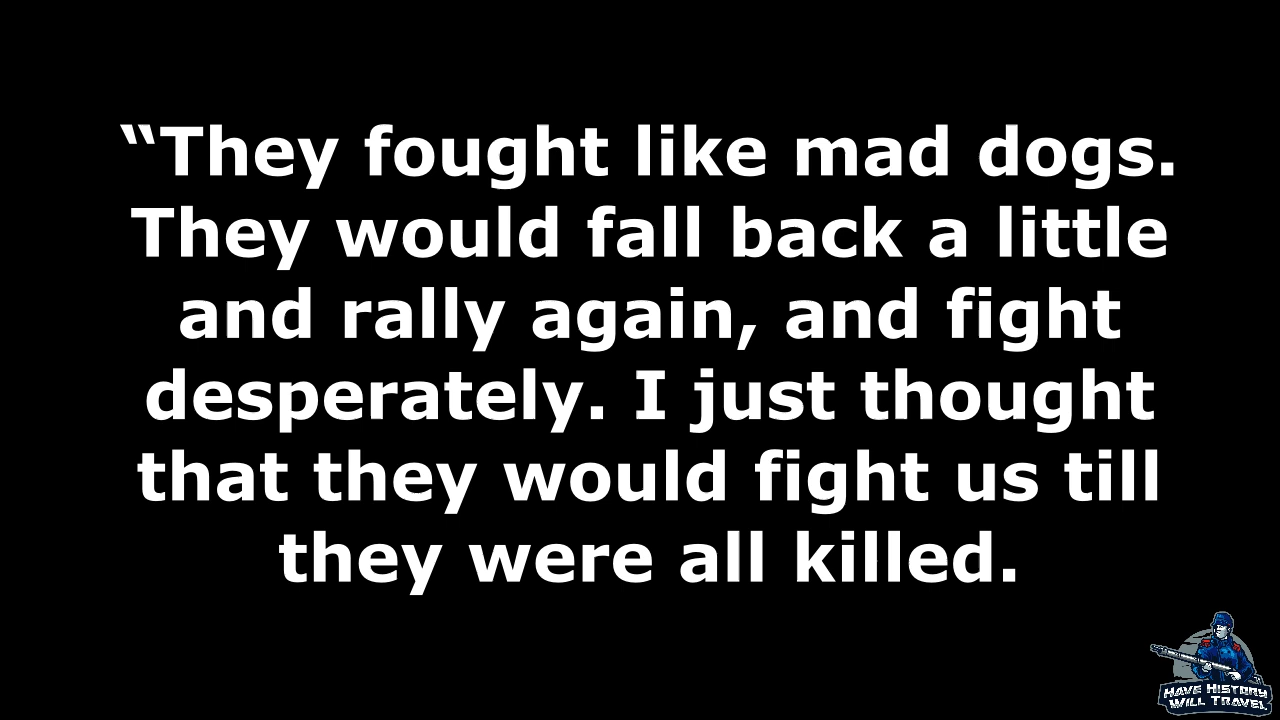 “They fought like mad dogs.
They would fall back a little
and rally again, and fight
desperately. I just thought
that they would fight us till
they were all killed.
HAVE HISTORY
WILL TRAVEL